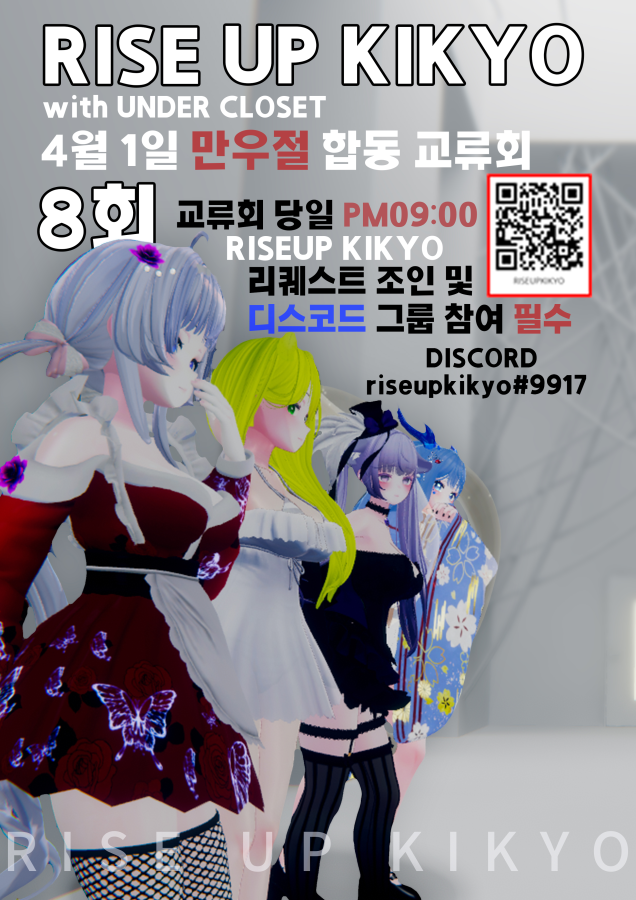 RISE UP KIKYO
with UNDER CLOSET
4월 1일 만우절 합동 교류회
8회
교류회 당일 PM09:00
RISEUP KIKYO
리퀘스트 조인 및
디스코드 그룹 참여 필수
RISEUPKIKYO
DISCORD
riseupkikyo#9917
RISE UP KIKYO